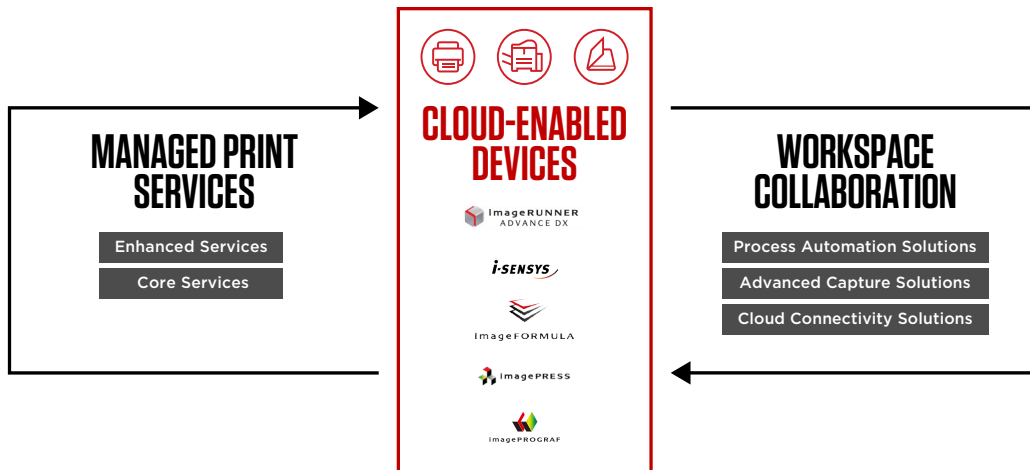 MANAGED PRINT
SERVICES
Enhanced Services
Core Services
CLOUD-ENABLED
DEVICES
imageRUNNER
ADVANCE DX
i-SENSYS
imageFORMULA
imagePRESS
imagePROGRAF
WORKSPACE
COLLABORATION
Process Automation Solutions
Advanced Capture Solutions
Cloud Connectivity Solutions